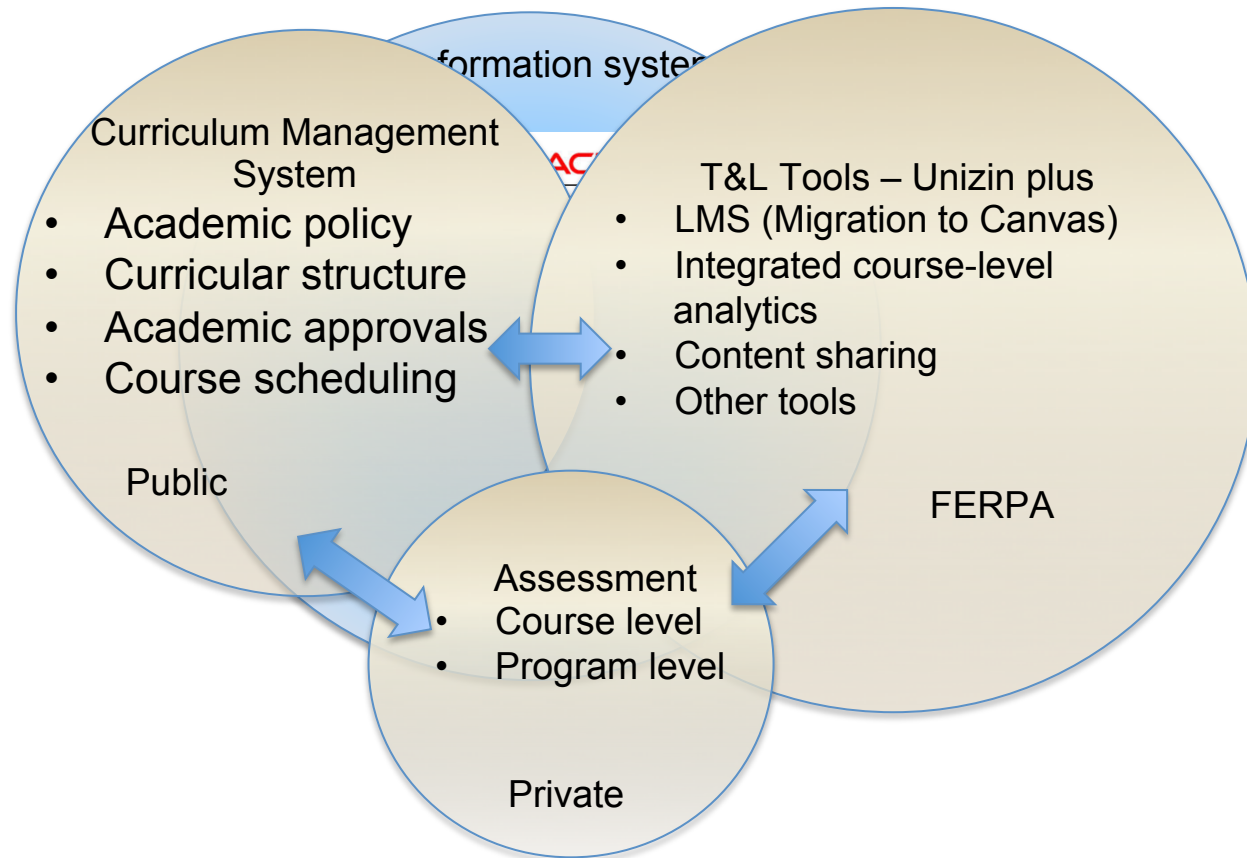 formation system
Curriculum Management
System
• Academic policy
• Curricular structure
• Academic approvals
• Course scheduling
Public
T&L Tools – Unizin plus
• LMS (Migration to Canvas)
• Integrated course-level
analytics
• Content sharing
• Other tools
FERPA
Assessment
• Course level
• Program level
Private